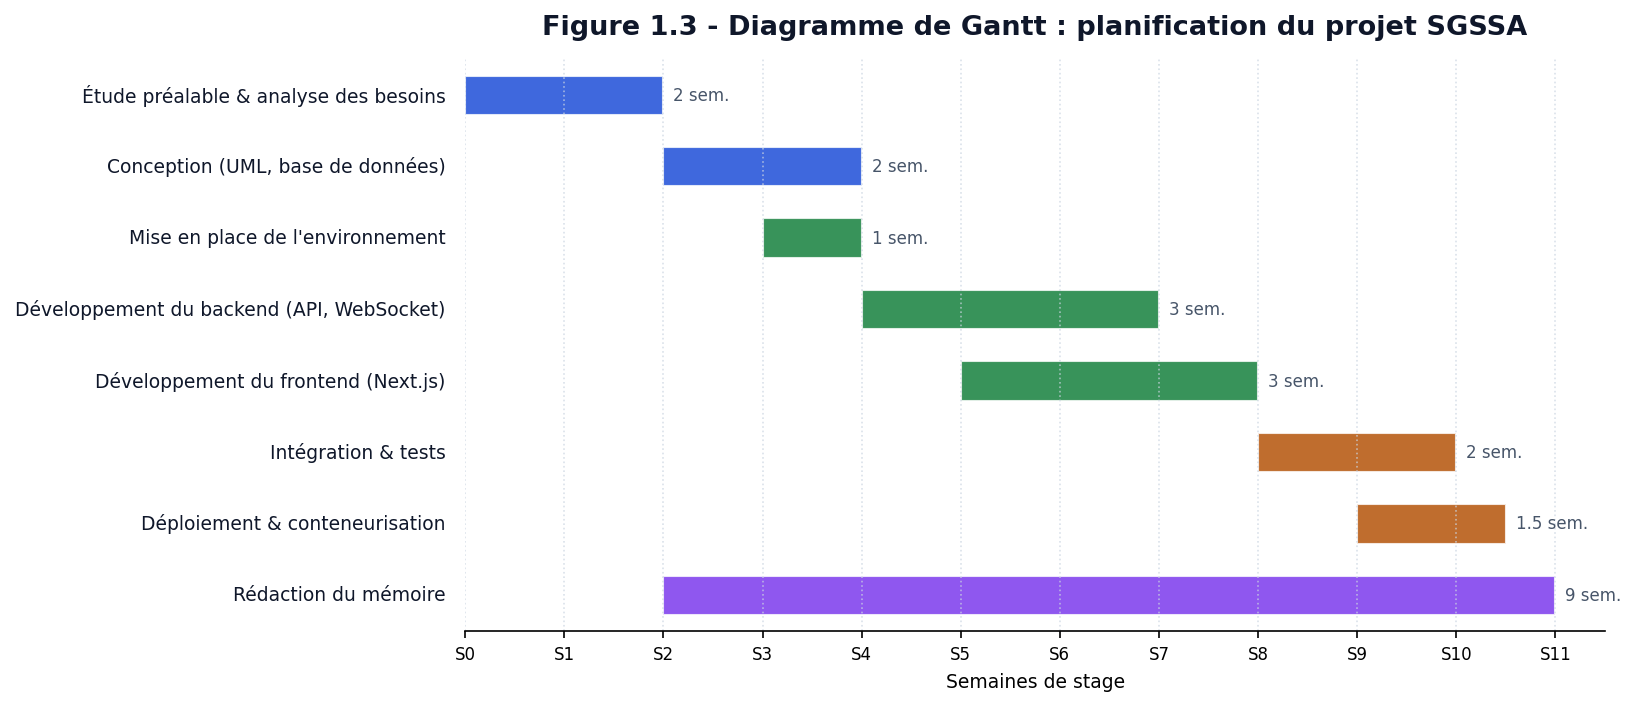 Figure 1.3 - Diagramme de Gantt : planification du projet SGSSA
Étude préalable & analyse des besoins 2 sem.
Conception (UML, base de données) 2 sem.
Mise en place de l'environnement 1 sem.
Développement du backend (API, WebSocket) 3 sem.
Développement du frontend (Next.js) 3 sem.
Intégration & tests 2 sem.
Déploiement & conteneurisation 1.5 sem.
Rédaction du mémoire 9 sem.
S0 S1 S2 S3 S4 S5 S6 S7 S8 S9 S10 S11
Semaines de stage